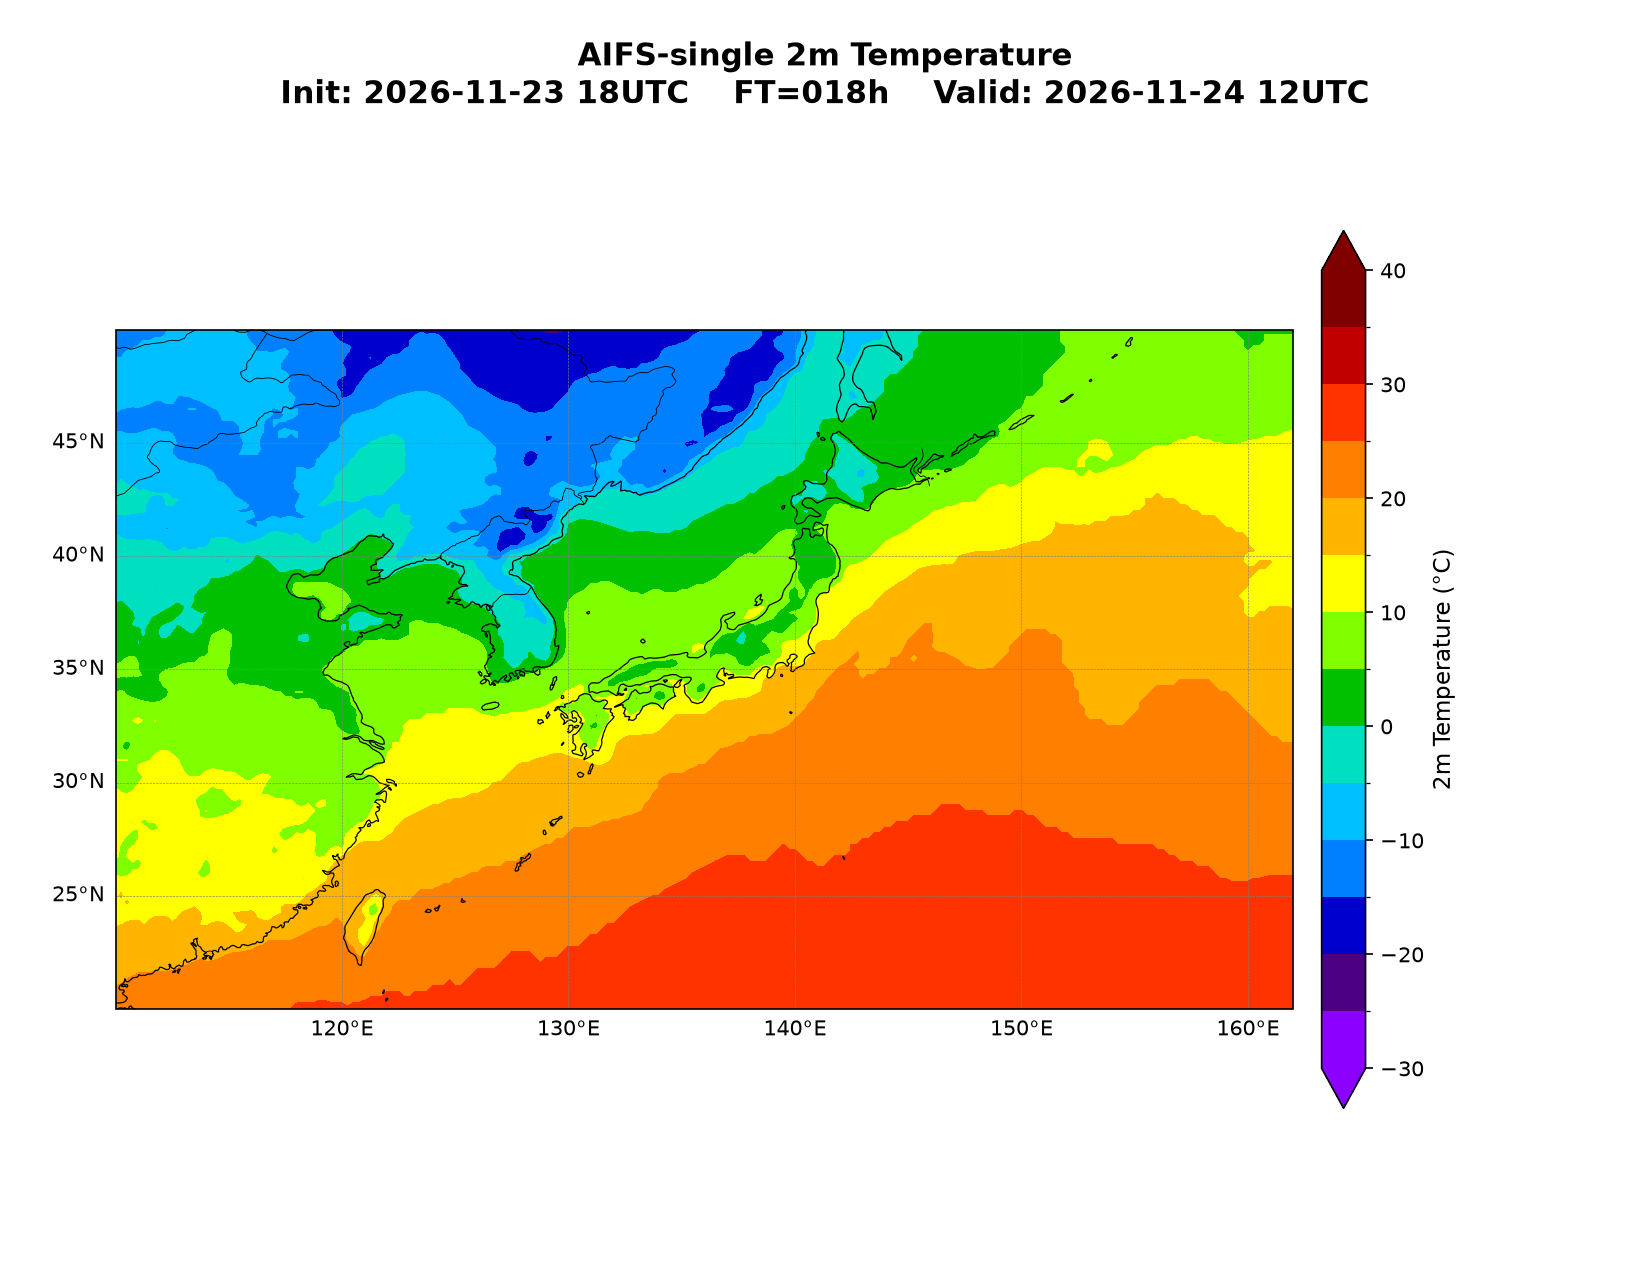 AIFS-single 2m Temperature
Init: 2026-11-23 18UTC    FT=018h    Valid: 2026-11-24 12UTC
40
30
20
10
0
−10
−20
−30
2m Temperature (°C)
45°N
40°N
35°N
30°N
25°N
120°E
130°E
140°E
150°E
160°E